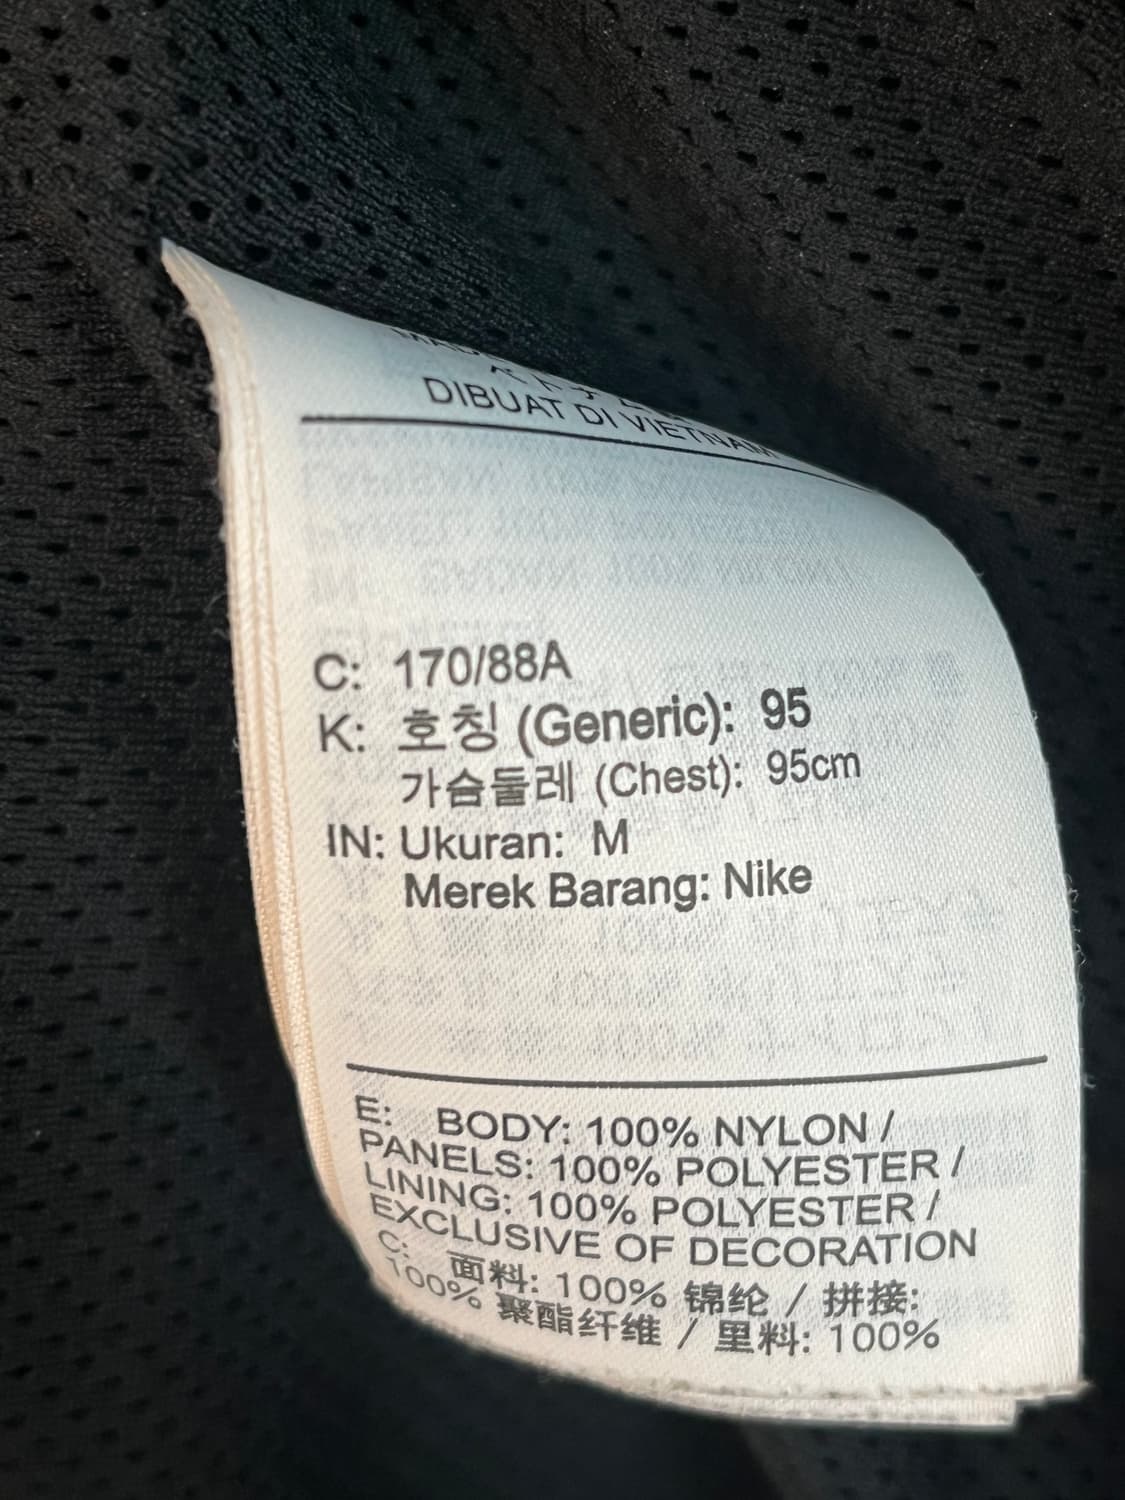 DIBUAT DI VIETNAM
C: 170/88A
K: 호칭 (Generic): 95
가슴둘레 (Chest): 95cm
IN: Ukuran: M
Merek Barang: Nike
E: BODY: 100% NYLON /
PANELS: 100% POLYESTER /
LINING: 100% POLYESTER /
EXCLUSIVE OF DECORATION
C: 面料: 100% 锦纶 / 拼接:
100% 聚酯纤维 / 里料: 100%